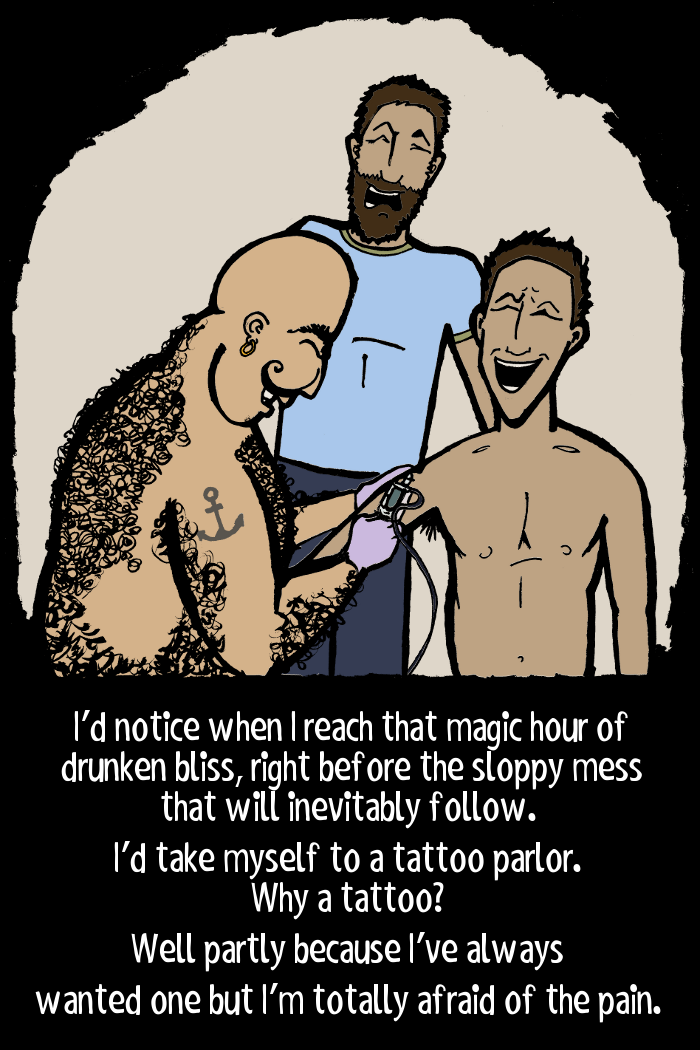 I'd notice when I reach that magic hour of
drunken bliss, right before the sloppy mess
that will inevitably follow.
I'd take myself to a tattoo parlor.
Why a tattoo?
Well partly because I've always
wanted one but I'm totally afraid of the pain.